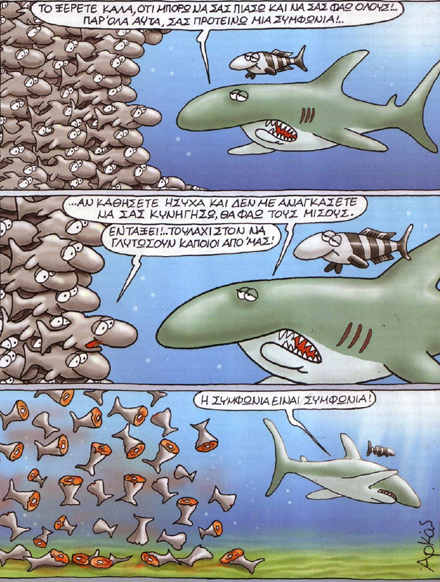 ΤΟ ΞΕΡΕΤΕ ΚΑΛΑ, ΟΤΙ ΜΠΟΡΩ ΝΑ ΣΑΣ ΠΙΑΣΩ ΚΑΙ ΝΑ ΣΑΣ ΦΑΩ ΟΛΟΥΣ!..
ΠΑΡ'ΟΛΑ ΑΥΤΑ, ΣΑΣ ΠΡΟΤΕΙΝΩ ΜΙΑ ΣΥΜΦΩΝΙΑ!..
...ΑΝ ΚΑΘΗΣΕΤΕ ΗΣΥΧΑ ΚΑΙ ΔΕΝ ΜΕ ΑΝΑΓΚΑΣΕΤΕ
ΝΑ ΣΑΣ ΚΥΝΗΓΗΣΩ, ΘΑ ΦΑΩ ΤΟΥΣ ΜΙΣΟΥΣ.
ΕΝΤΑΞΕΙ!..ΤΟΥΛΑΧΙΣΤΟΝ ΝΑ
ΓΛΥΤΩΣΟΥΝ ΚΑΠΟΙΟΙ ΑΠΟ 'ΜΑΣ!
Η ΣΥΜΦΩΝΙΑ ΕΙΝΑΙ ΣΥΜΦΩΝΙΑ!
Αρκάς